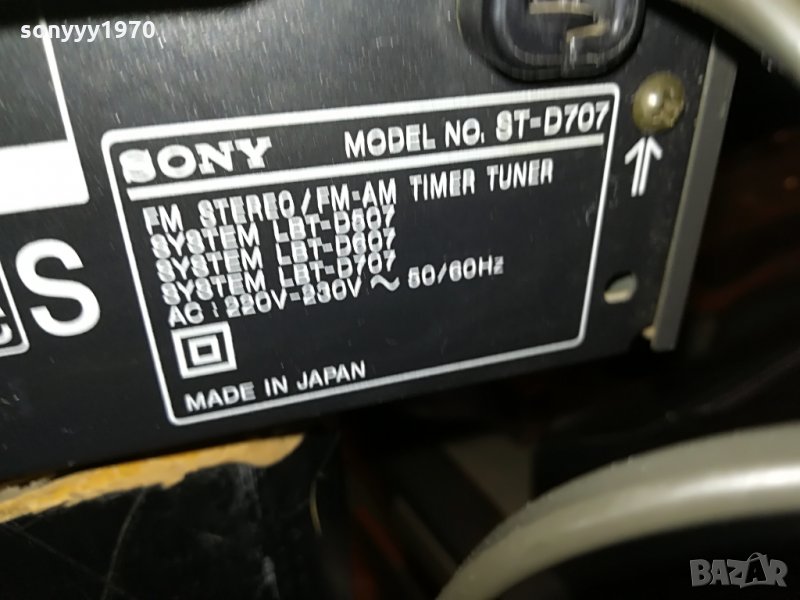 sonyyy1970
SONY MODEL NO. ST-D707
FM STEREO/FM-AM TIMER TUNER
SYSTEM LBT-D507
SYSTEM LBT-D607
SYSTEM LBT-D707
AC : 220V-230V ~ 50/60Hz
S
MADE IN JAPAN
BAZAR